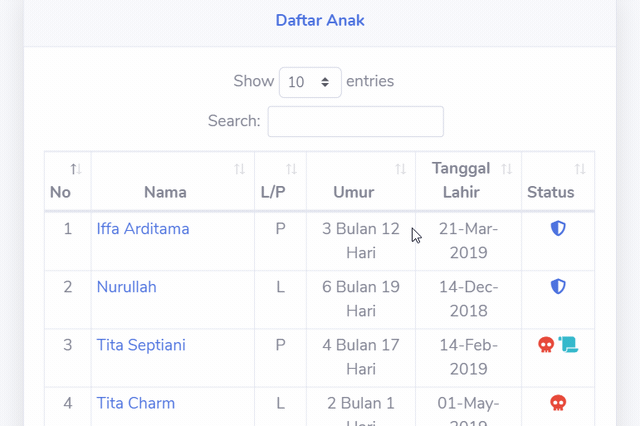 Daftar Anak
Show 10 entries
Search:
No Nama L/P Umur Tanggal Lahir Status
1 Iffa Arditama P 3 Bulan 12 Hari 21-Mar-2019
2 Nurullah L 6 Bulan 19 Hari 14-Dec-2018
3 Tita Septiani P 4 Bulan 17 Hari 14-Feb-2019
4 Tita Charm L 2 Bulan 1 Hari 01-May-2019